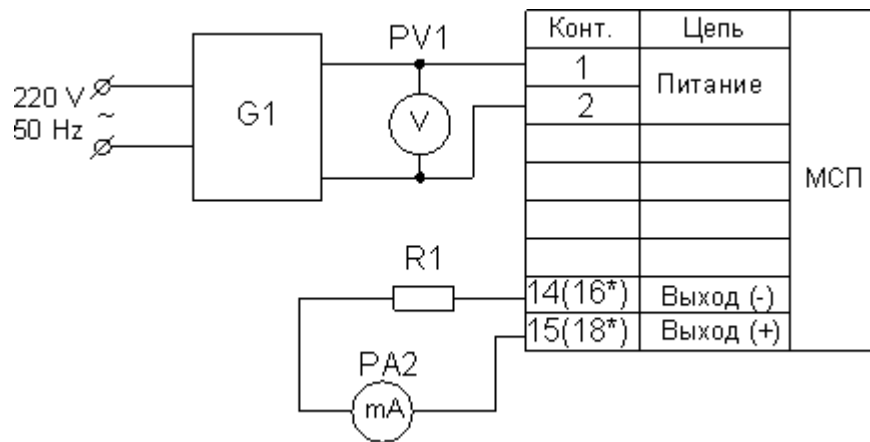 PV1
Конт.
Цепь
1
Питание
220 V
~
50 Hz
G1
V
2
МСП
R1
14(16*)
Выход (-)
15(18*)
Выход (+)
PA2
mA